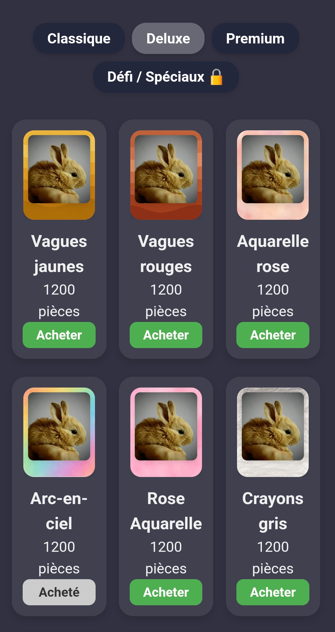 Classique Deluxe Premium
Défi / Spéciaux 🔒
Vagues Vagues Aquarelle
jaunes rouges rose
1200 1200 1200
pièces pièces pièces
Acheter Acheter Acheter
Arc-en- Rose Crayons
ciel Aquarelle gris
1200 1200 1200
pièces pièces pièces
Acheté Acheter Acheter